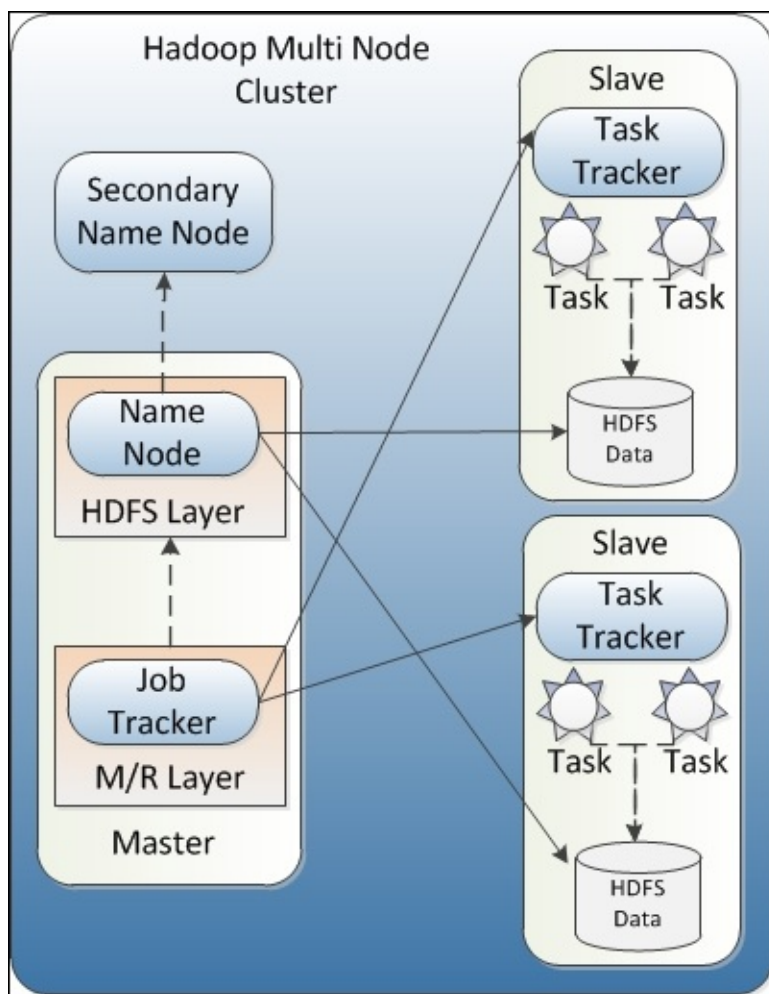 Hadoop Multi Node
Cluster
Secondary
Name Node
Name
Node
HDFS Layer
Job
Tracker
M/R Layer
Master
Slave
Task
Tracker
Task
Task
HDFS
Data
Slave
Task
Tracker
Task
Task
HDFS
Data